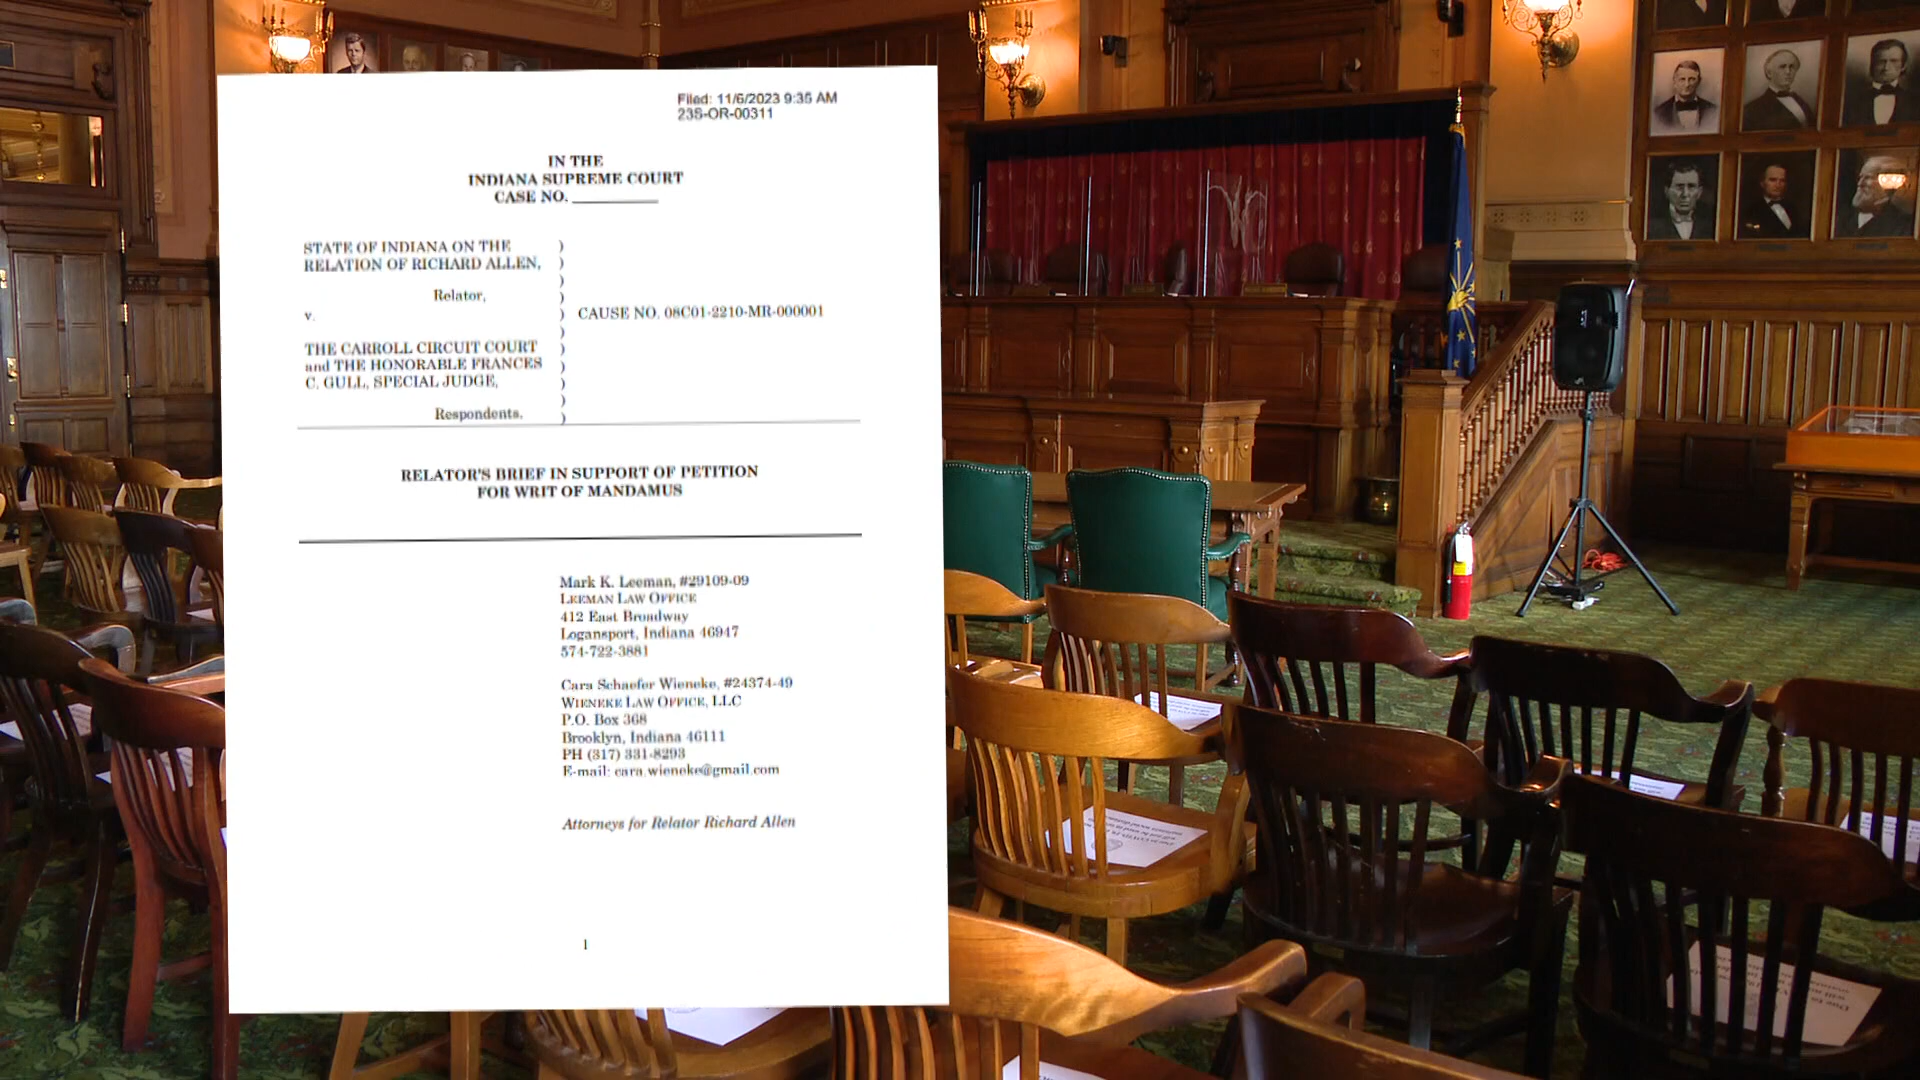 Filed: 11/6/2023 9:35 AM
23S-OR-00311
IN THE
INDIANA SUPREME COURT
CASE NO. ___________
STATE OF INDIANA ON THE )
RELATION OF RICHARD ALLEN, )
)
Relator, )
v. ) CAUSE NO. 08C01-2210-MR-000001
)
THE CARROLL CIRCUIT COURT )
and THE HONORABLE FRANCES )
C. GULL, SPECIAL JUDGE, )
)
Respondents. )
RELATOR'S BRIEF IN SUPPORT OF PETITION
FOR WRIT OF MANDAMUS
Mark K. Leeman, #29109-09
LEEMAN LAW OFFICE
412 East Broadway
Logansport, Indiana 46947
574-722-3881
Cara Schaefer Wieneke, #24374-49
WIENEKE LAW OFFICE, LLC
P.O. Box 368
Brooklyn, Indiana 46111
PH (317) 331-8293
E-mail: cara.wieneke@gmail.com
Attorneys for Relator Richard Allen
1